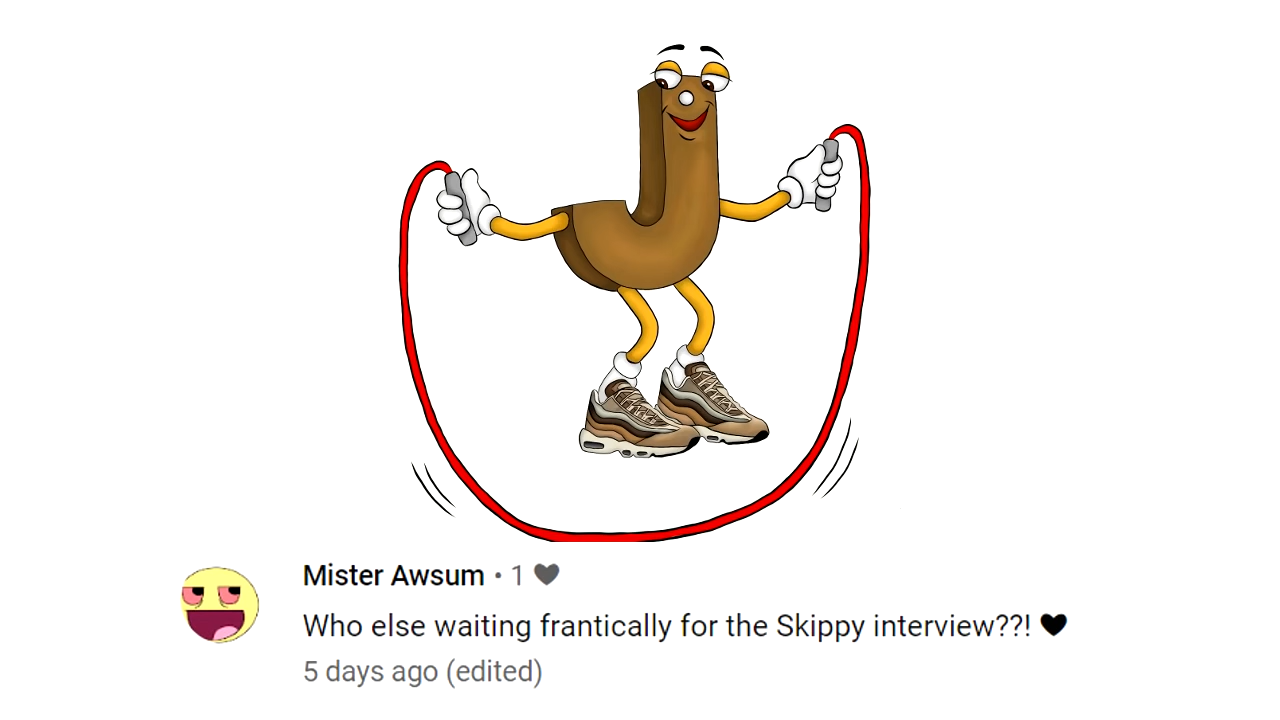 Mister Awsum • 1 🖤
Who else waiting frantically for the Skippy interview??! 🖤
5 days ago (edited)